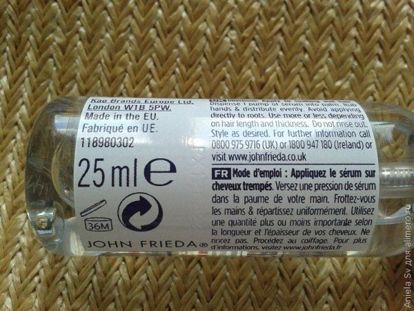 Kao Brands Europe Ltd,
London W1B 5PW.
Made in the EU.
Fabriqué en UE.
118980302
25 ml e
36M
JOHN FRIEDA®
Dispense 1 pump of serum into palm. Rub
hands & distribute evenly. Avoid applying
directly to roots. Use more or less depending
on hair length and thickness. Do not rinse out.
Style as desired. For further information call
0800 975 9716 (UK) or 1800 947 180 (Ireland) or
visit www.johnfrieda.co.uk
FR Mode d'emploi : Appliquez le sérum sur
cheveux trempés. Versez une pression de sérum
dans la paume de votre main. Frottez-vous
les mains & répartissez uniformément. Utilisez
une quantité plus ou moins importante selon
la longueur et l'épaisseur de vos cheveux. Ne
rincez pas. Procédez au coiffage. Pour plus
d'informations, visitez www.johnfrieda.com
Aniela Sv для